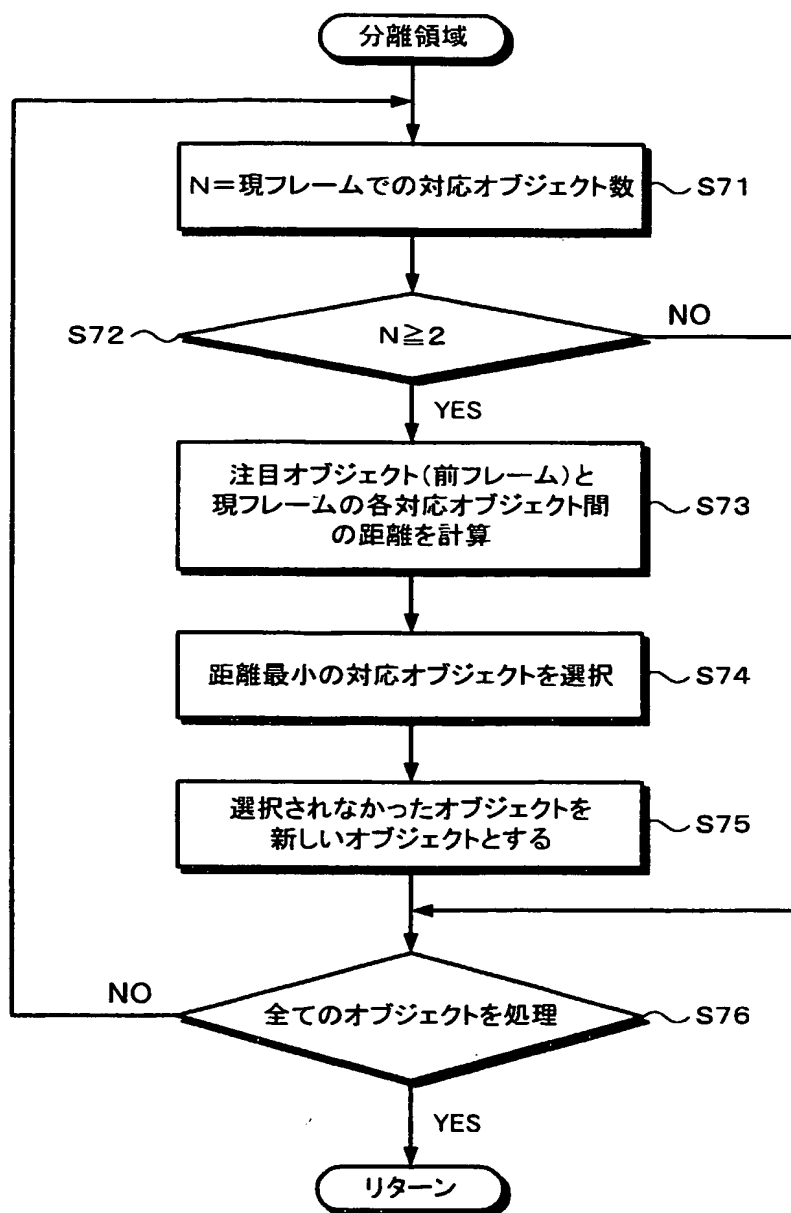 分離領域
N=現フレームでの対応オブジェクト数
S71
S72
N≧2
NO
YES
注目オブジェクト(前フレーム)と
現フレームの各対応オブジェクト間
の距離を計算
S73
距離最小の対応オブジェクトを選択
S74
選択されなかったオブジェクトを
新しいオブジェクトとする
S75
NO
全てのオブジェクトを処理
S76
YES
リターン